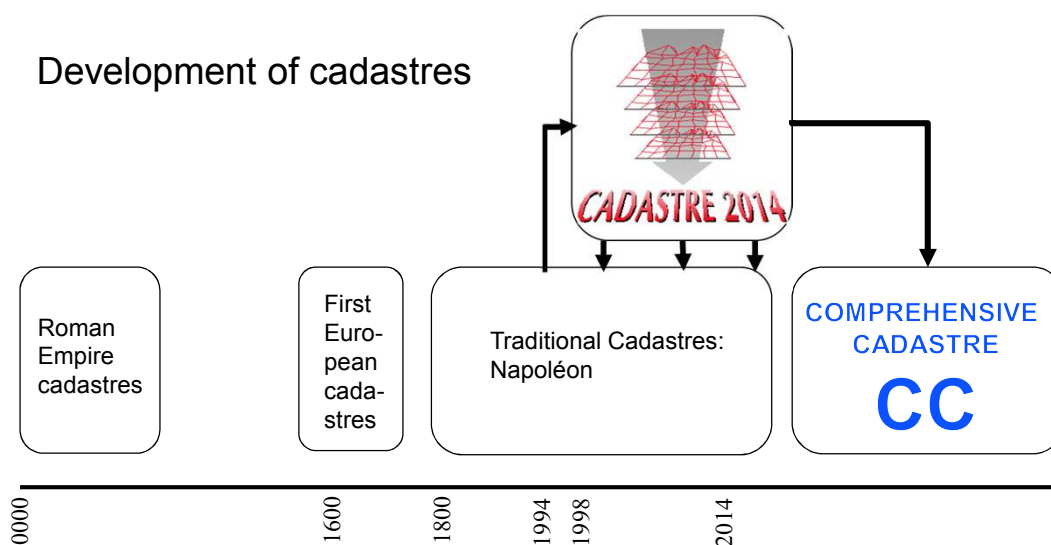 Development of cadastres
CADASTRE 2014
Roman
Empire
cadastres
First
Euro-
pean
cada-
stres
Traditional Cadastres:
Napoléon
COMPREHENSIVE
CADASTRE
CC
0000
1600
1800
1994
1998
2014